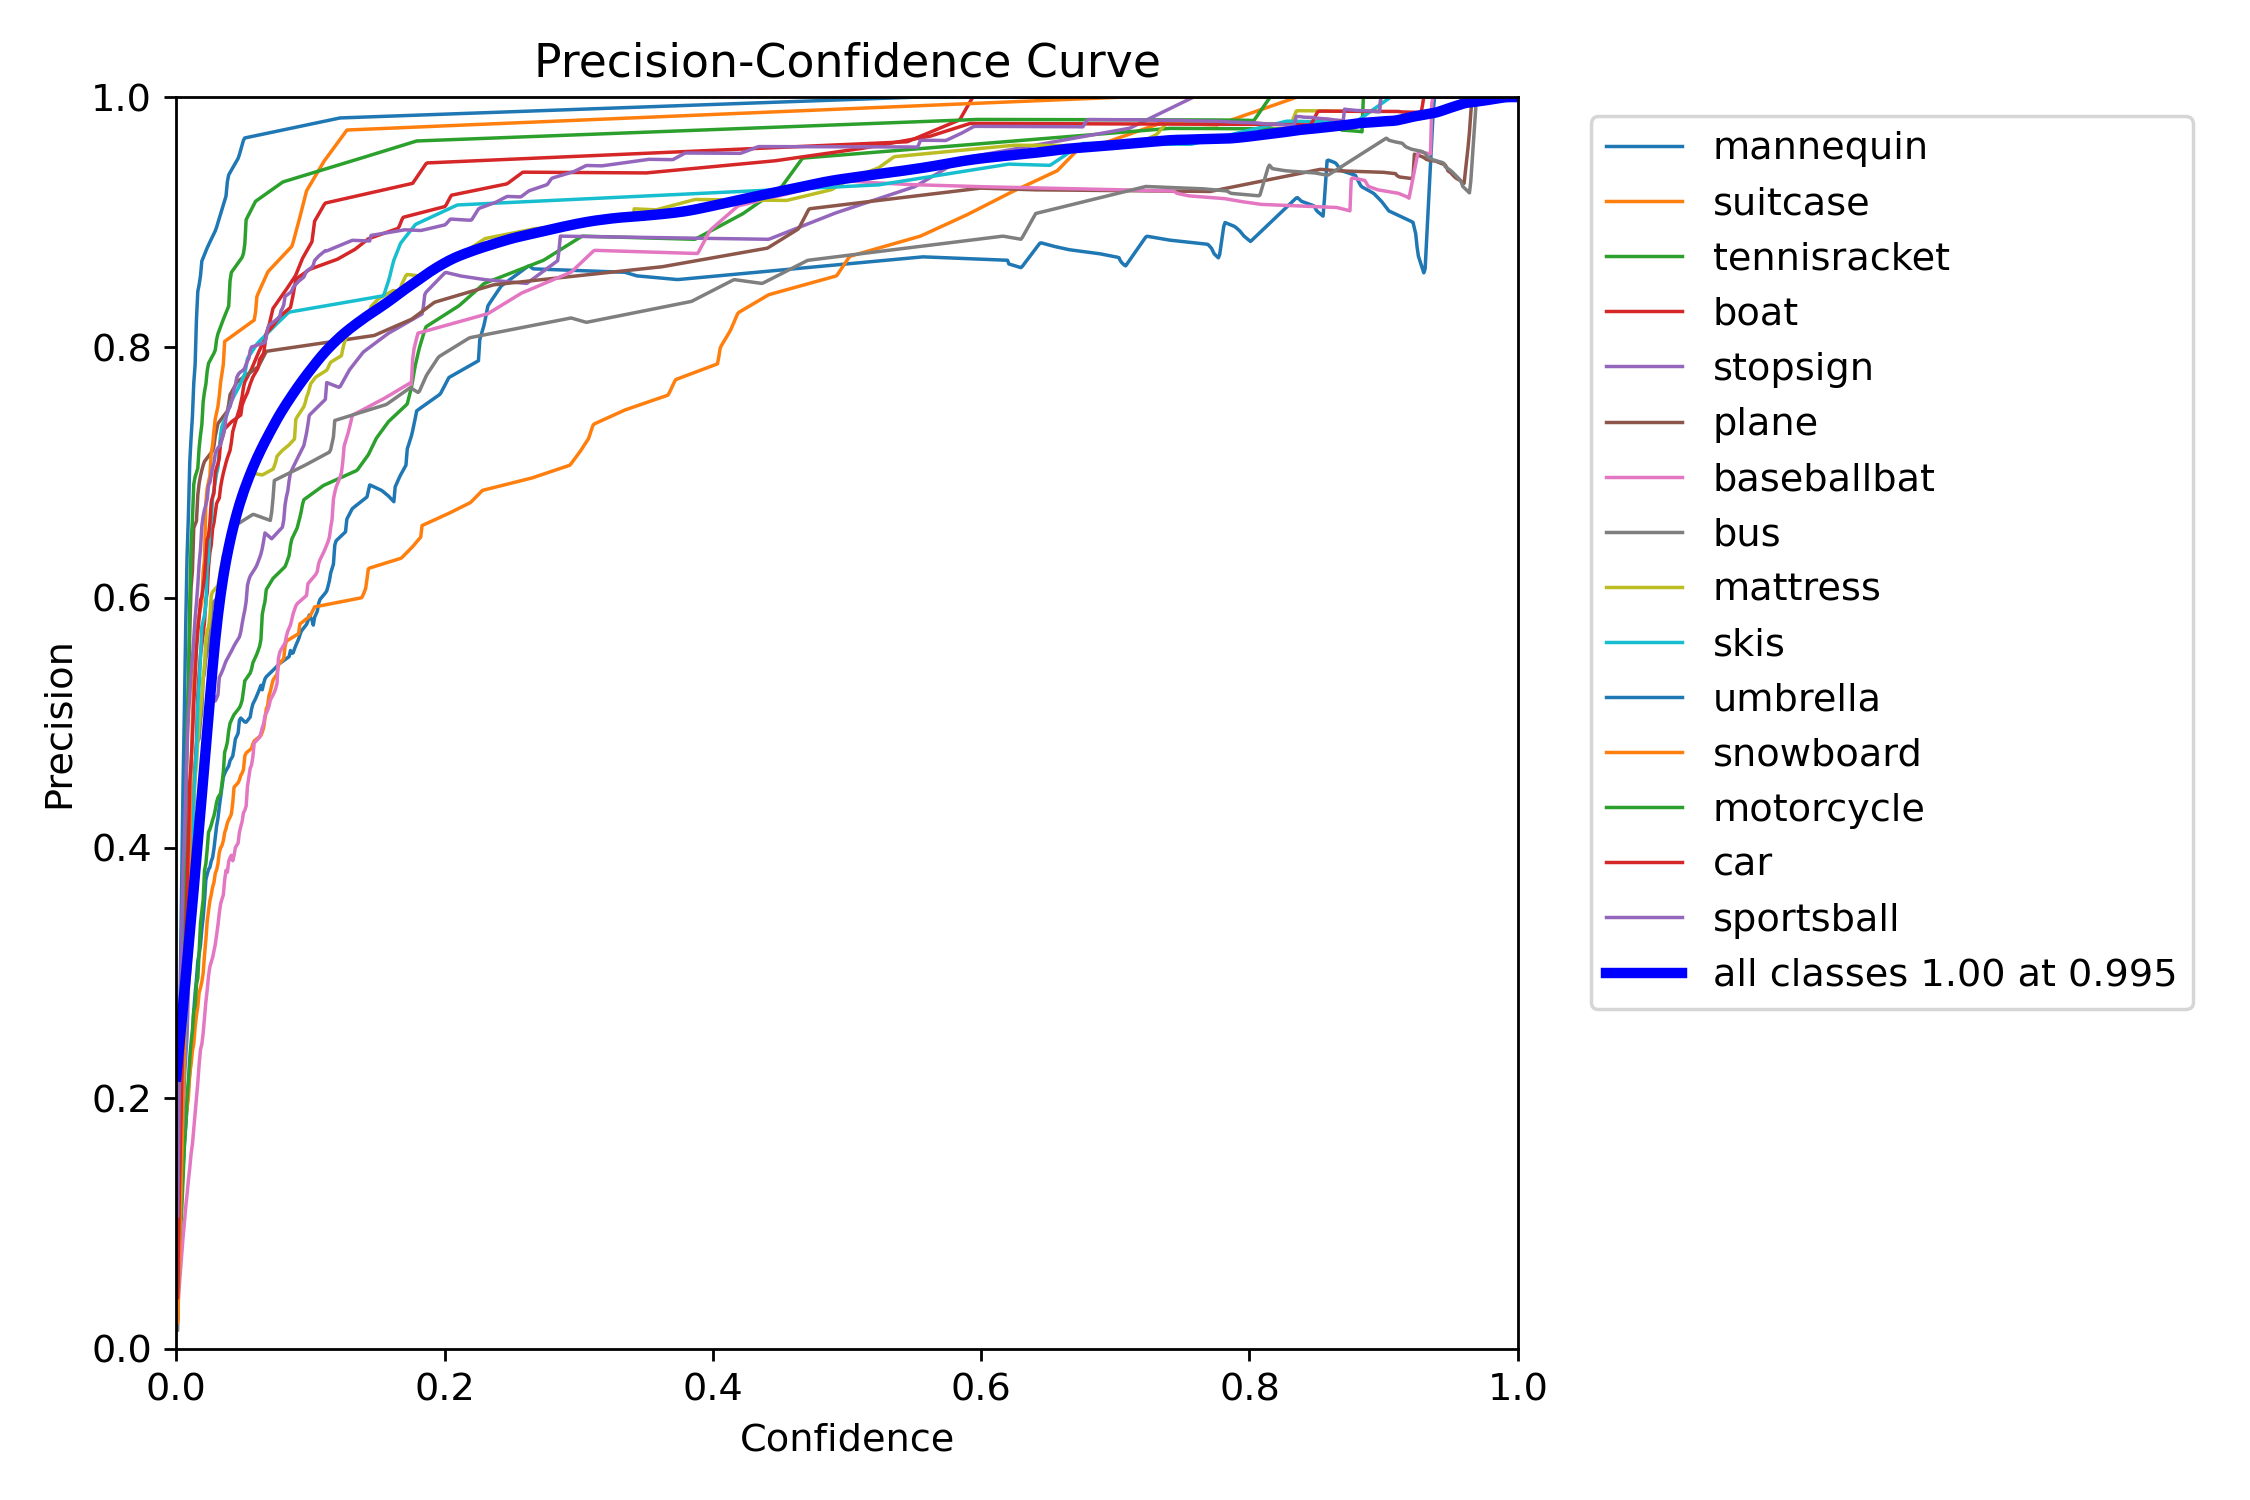 Precision-Confidence Curve
1.0
0.8
0.6
0.4
0.2
0.0
Precision
0.0 0.2 0.4 0.6 0.8 1.0
Confidence
mannequin
suitcase
tennisracket
boat
stopsign
plane
baseballbat
bus
mattress
skis
umbrella
snowboard
motorcycle
car
sportsball
all classes 1.00 at 0.995